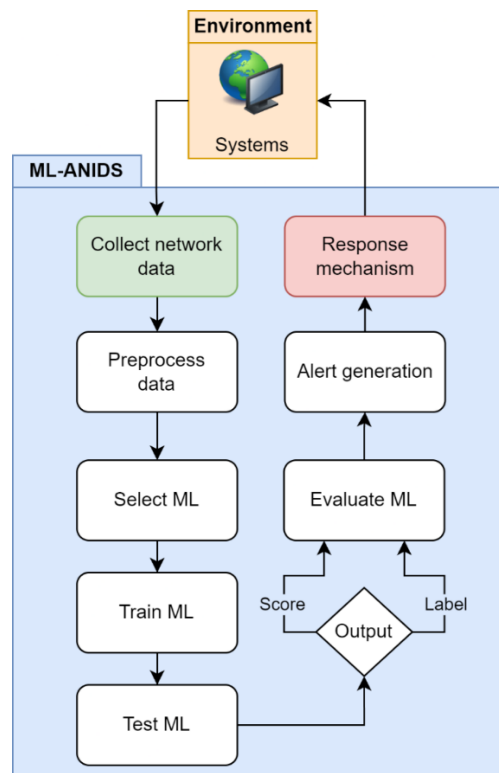 Environment
Systems
ML-ANIDS
Collect network
data
Preprocess
data
Select ML
Train ML
Test ML
Response
mechanism
Alert generation
Evaluate ML
Score
Label
Output